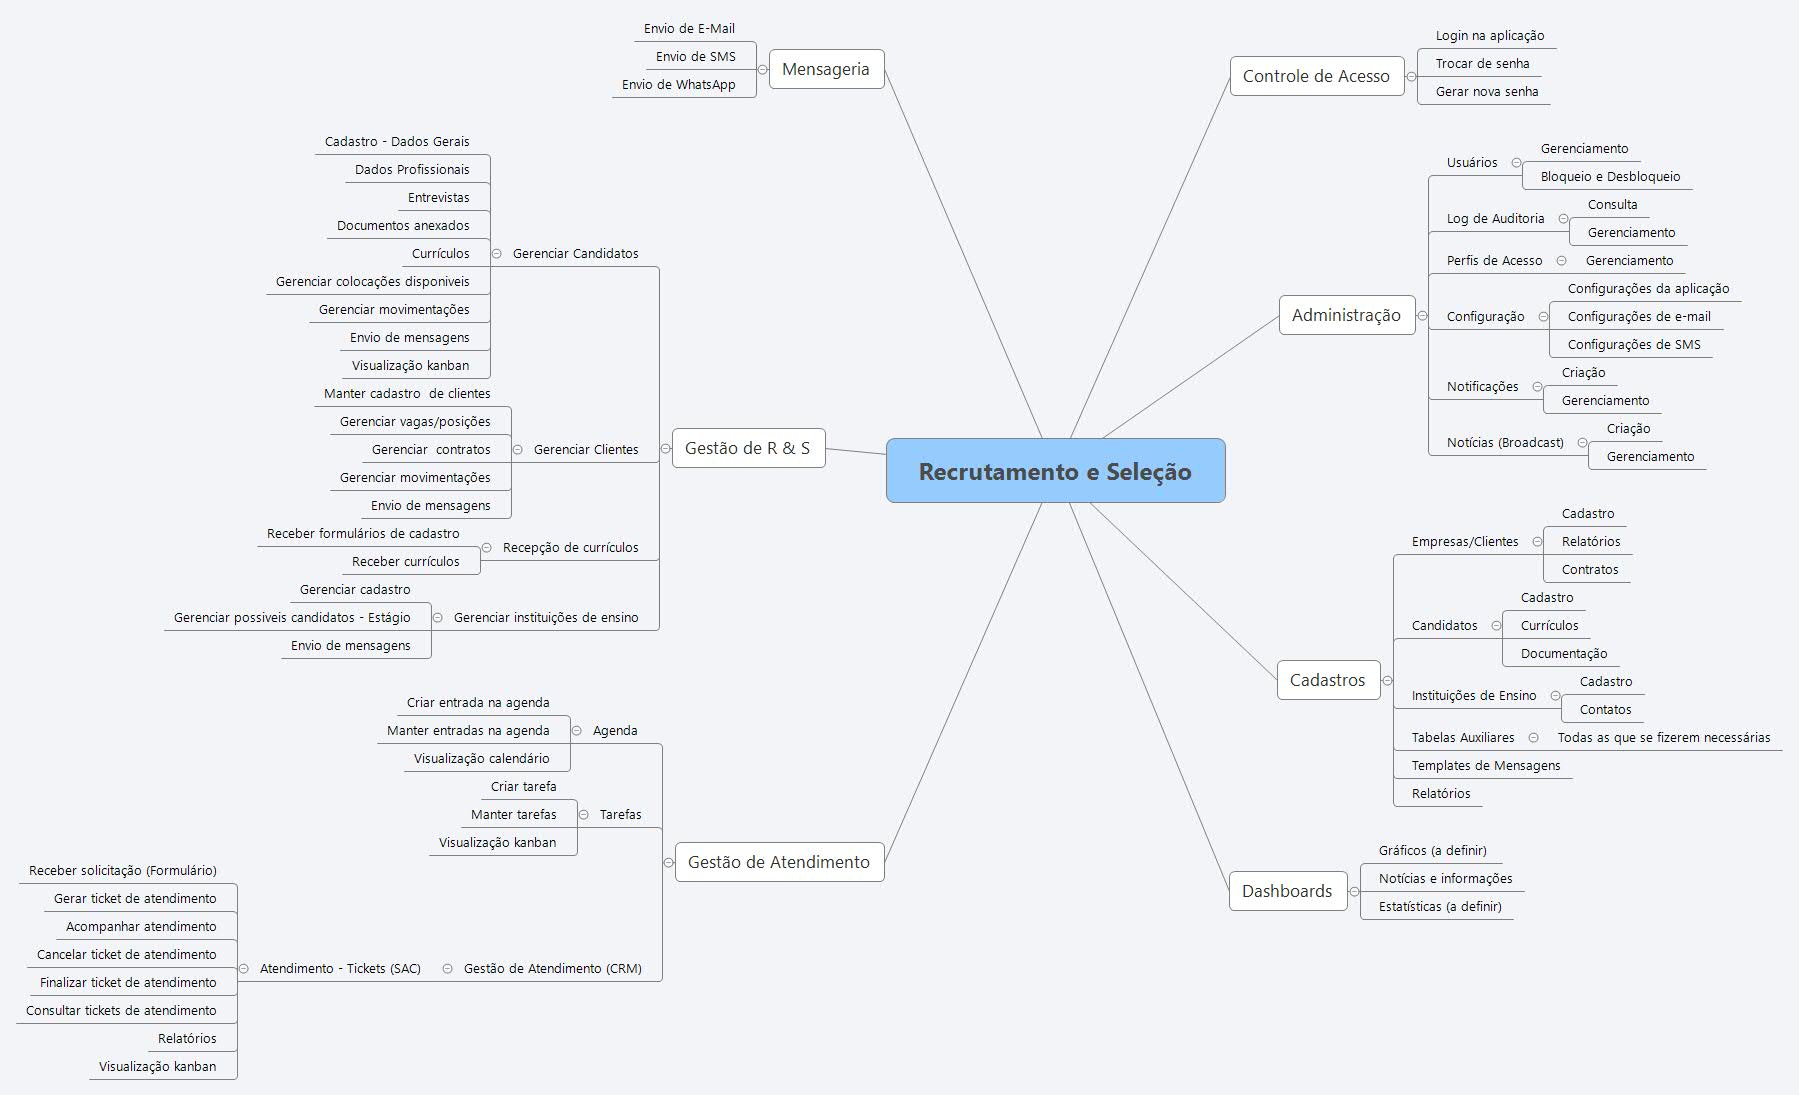 Recrutamento e Seleção
Mensageria
Envio de E-Mail
Envio de SMS
Envio de WhatsApp
Gestão de R & S
Gerenciar Candidatos
Cadastro - Dados Gerais
Dados Profissionais
Entrevistas
Documentos anexados
Currículos
Gerenciar colocações disponiveis
Gerenciar movimentações
Envio de mensagens
Visualização kanban
Gerenciar Clientes
Manter cadastro  de clientes
Gerenciar vagas/posições
Gerenciar  contratos
Gerenciar movimentações
Envio de mensagens
Recepção de currículos
Receber formulários de cadastro
Receber currículos
Gerenciar instituições de ensino
Gerenciar cadastro
Gerenciar possiveis candidatos - Estágio
Envio de mensagens
Gestão de Atendimento
Agenda
Criar entrada na agenda
Manter entradas na agenda
Visualização calendário
Tarefas
Criar tarefa
Manter tarefas
Visualização kanban
Gestão de Atendimento (CRM)
Atendimento - Tickets (SAC)
Receber solicitação (Formulário)
Gerar ticket de atendimento
Acompanhar atendimento
Cancelar ticket de atendimento
Finalizar ticket de atendimento
Consultar tickets de atendimento
Relatórios
Visualização kanban
Controle de Acesso
Login na aplicação
Trocar de senha
Gerar nova senha
Administração
Usuários
Gerenciamento
Bloqueio e Desbloqueio
Log de Auditoria
Consulta
Gerenciamento
Perfis de Acesso
Gerenciamento
Configuração
Configurações da aplicação
Configurações de e-mail
Configurações de SMS
Notificações
Criação
Gerenciamento
Notícias (Broadcast)
Criação
Gerenciamento
Cadastros
Empresas/Clientes
Cadastro
Relatórios
Contratos
Candidatos
Cadastro
Currículos
Documentação
Instituições de Ensino
Cadastro
Contatos
Tabelas Auxiliares
Todas as que se fizerem necessárias
Templates de Mensagens
Relatórios
Dashboards
Gráficos (a definir)
Notícias e informações
Estatísticas (a definir)